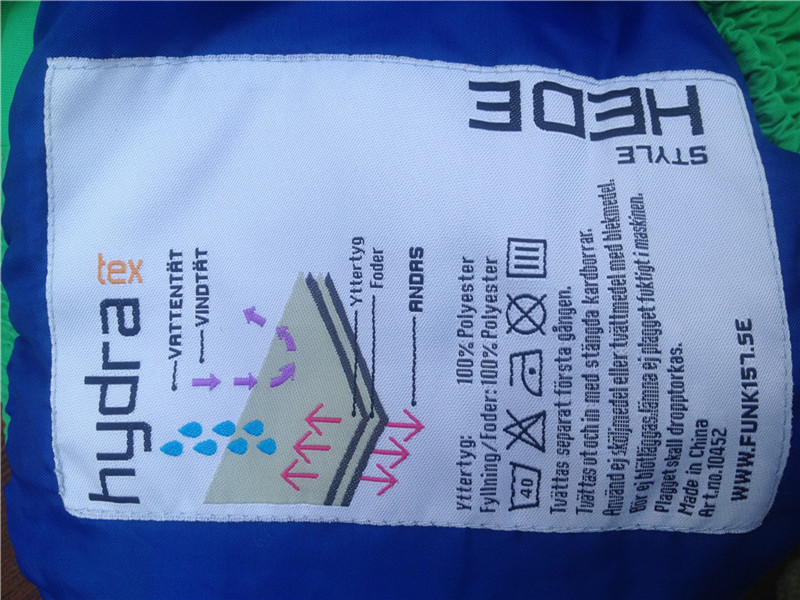 hydra tex
VATTENTÄT
VINDTÄT
Yttertyg
Foder
ANDAS
Yttertyg: 100% Polyester
Fyllning/Foder: 100% Polyester
40
Tvättas separat första gången.
Tvättas ut och in med stängda kardborrar.
Använd ej sköljmedel eller tvättmedel med blekmedel.
Bör ej blötläggas. Lämna ej plagget fuktigt i maskinen.
Plagget skall dropptorkas.
Made in China
Art.no. 10452
WWW.FUNK157.SE
STYLE
HEDE